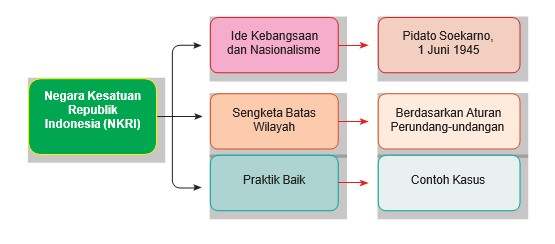 Negara Kesatuan
Republik
Indonesia (NKRI)
Ide Kebangsaan
dan Nasionalisme
Pidato Soekarno,
1 Juni 1945
Sengketa Batas
Wilayah
Berdasarkan Aturan
Perundang-undangan
Praktik Baik
Contoh Kasus